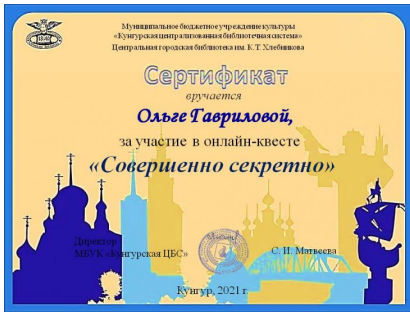 Муниципальное бюджетное учреждение культуры
«Кунгурская централизованная библиотечная система»
Центральная городская библиотека им. К. Т. Хлебникова
Сертификат
вручается
Ольге Гавриловой,
за участие в онлайн-квесте
«Совершенно секретно»
Директор
МБУК «Кунгурская ЦБС»
С. И. Матвеева
Кунгур, 2021 г.